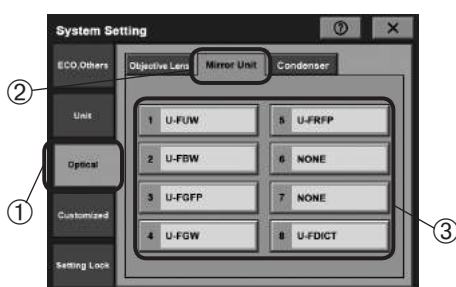 System Setting ? ×
ECO,Others
Objective Lens Mirror Unit Condenser
②
Unit
1 U-FUW 5 U-FRFP
2 U-FBW 6 NONE
Optical
①
3 U-FGFP 7 NONE
③
Customized
4 U-FGW 8 U-FDICT
Setting Lock